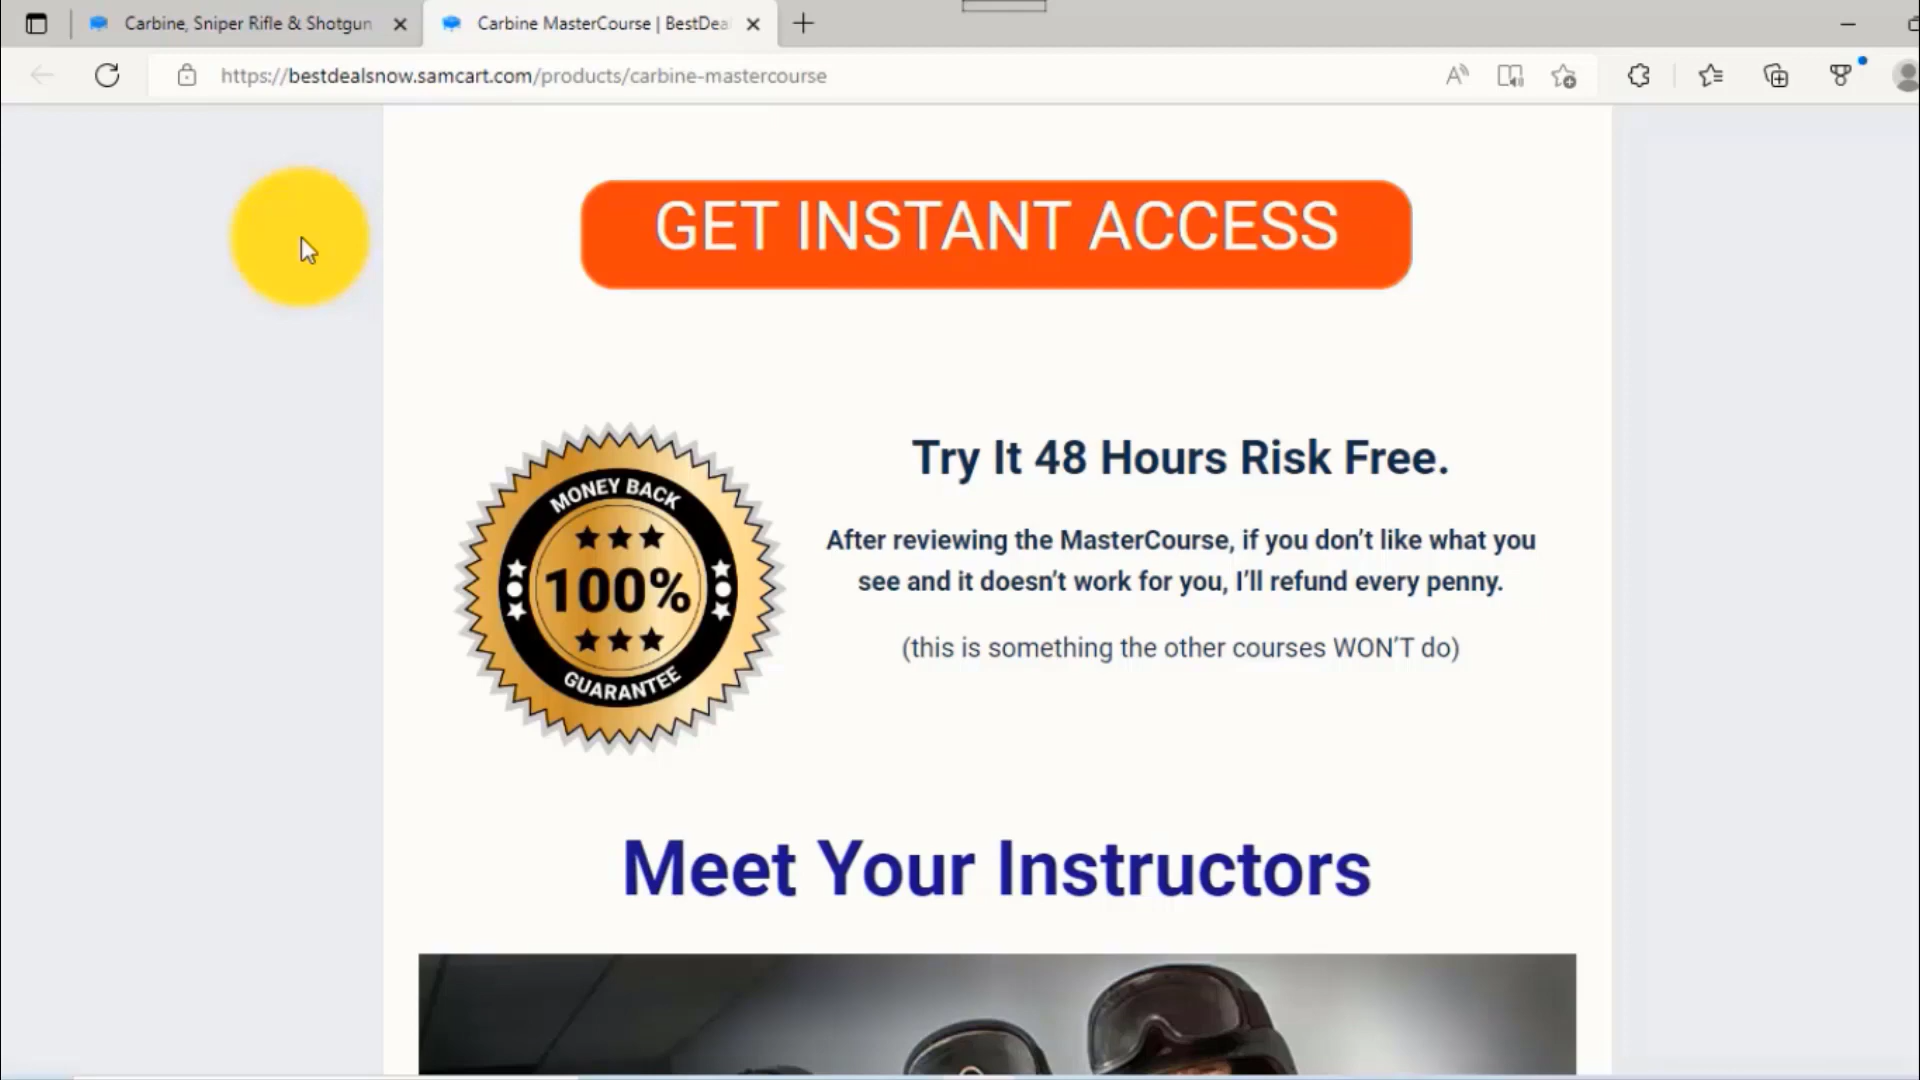 Carbine, Sniper Rifle & Shotgun
Carbine MasterCourse | BestDea
https://bestdealsnow.samcart.com/products/carbine-mastercourse
GET INSTANT ACCESS
MONEY BACK
100%
GUARANTEE
Try It 48 Hours Risk Free.
After reviewing the MasterCourse, if you don’t like what you
see and it doesn’t work for you, I’ll refund every penny.
(this is something the other courses WON’T do)
Meet Your Instructors